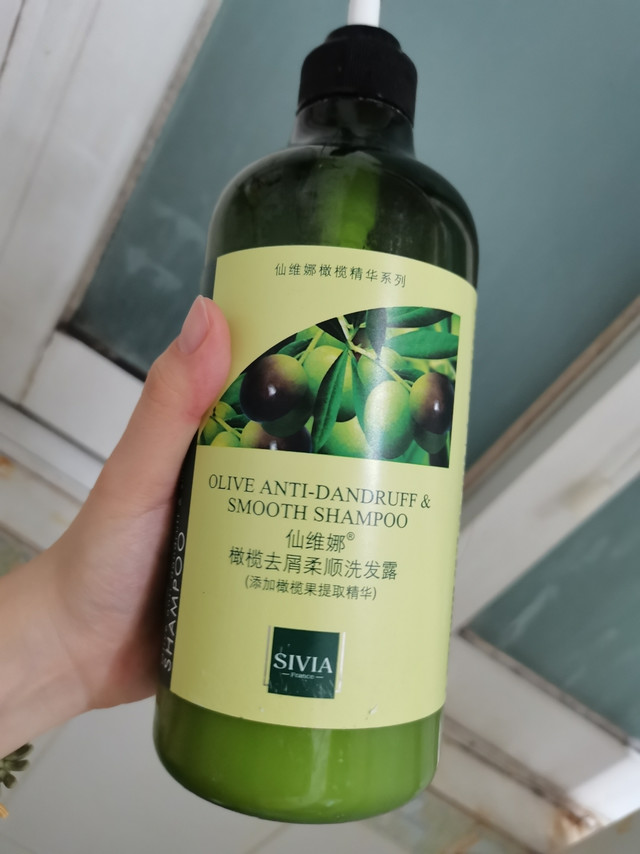 仙维娜橄榄精华系列
OLIVE ANTI-DANDRUFF &
SMOOTH SHAMPOO
仙维娜®
橄榄去屑柔顺洗发露
(添加橄榄果提取精华)
SIVIA
France
SHAMPOO